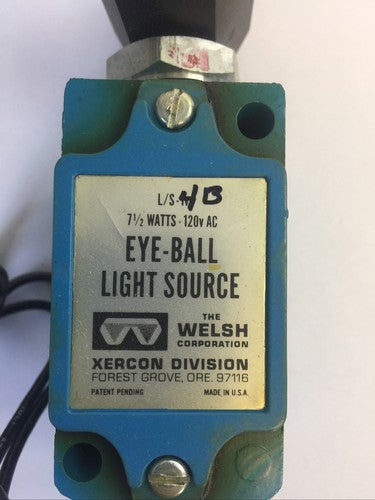 L/S-4B
7½ WATTS - 120v AC
EYE-BALL
LIGHT SOURCE
THE
WELSH
CORPORATION
XERCON DIVISION
FOREST GROVE, ORE. 97116
PATENT PENDING MADE IN U.S.A.